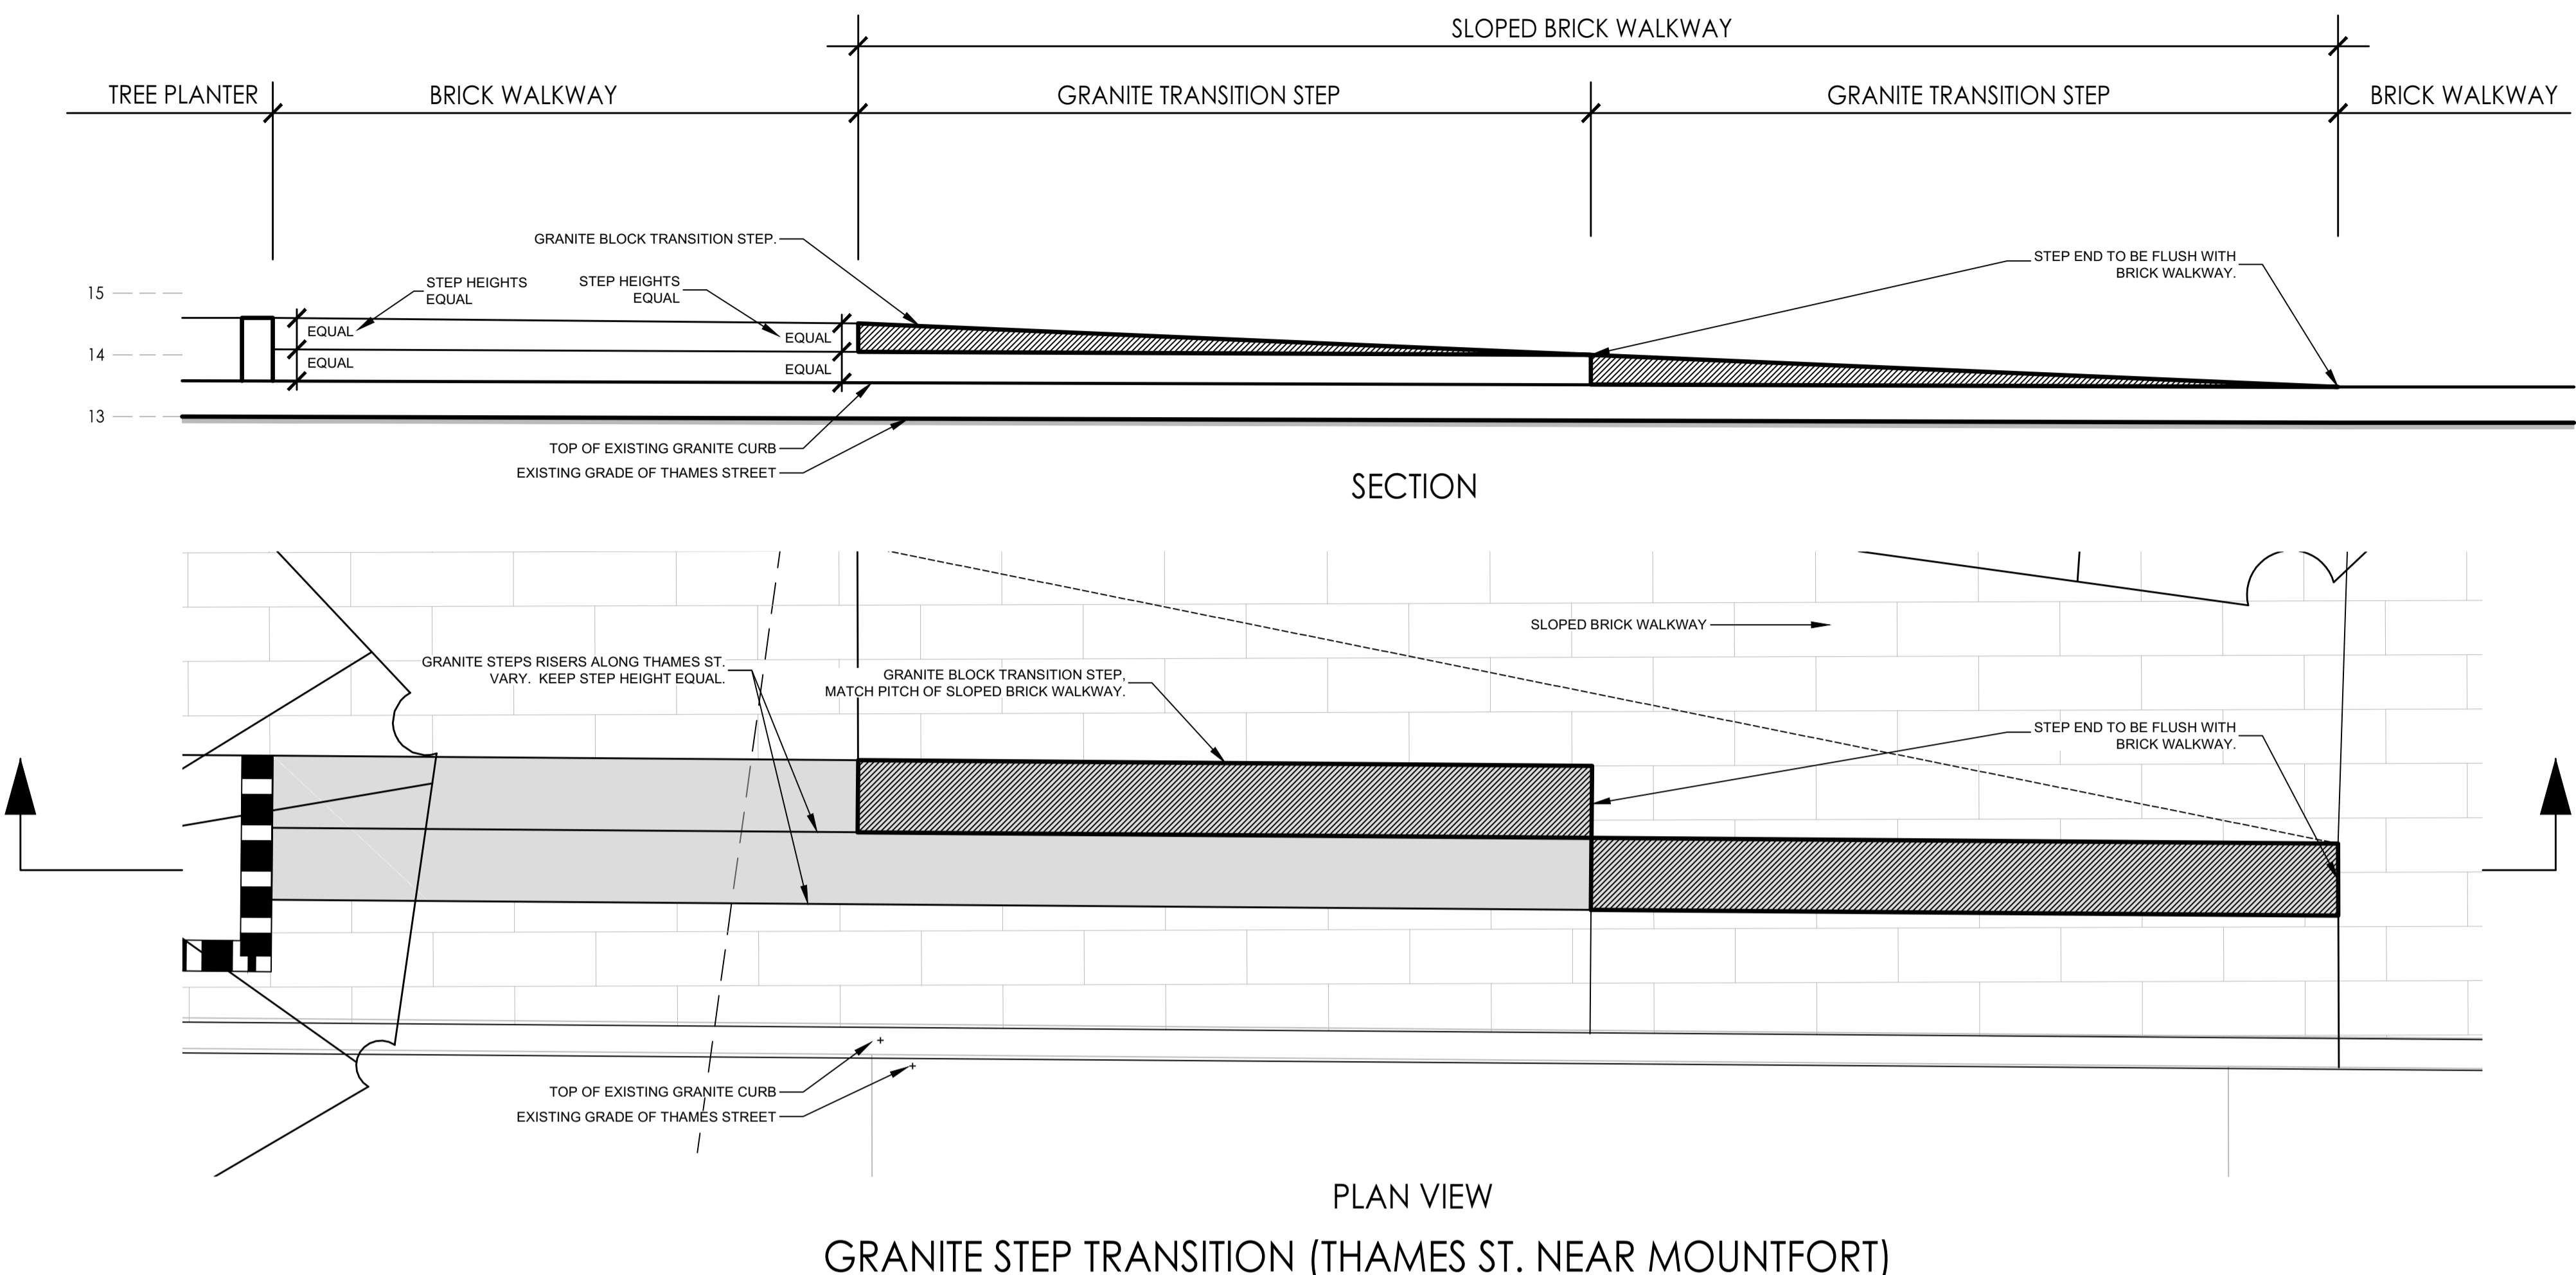 SLOPED BRICK WALKWAY
TREE PLANTER
BRICK WALKWAY
GRANITE TRANSITION STEP
GRANITE TRANSITION STEP
BRICK WALKWAY
GRANITE BLOCK TRANSITION STEP.
STEP HEIGHTS
EQUAL
STEP HEIGHTS
EQUAL
STEP END TO BE FLUSH WITH
BRICK WALKWAY.
15
14
13
EQUAL
EQUAL
EQUAL
EQUAL
TOP OF EXISTING GRANITE CURB
EXISTING GRADE OF THAMES STREET
SECTION
SLOPED BRICK WALKWAY
GRANITE STEPS RISERS ALONG THAMES ST.
VARY. KEEP STEP HEIGHT EQUAL.
GRANITE BLOCK TRANSITION STEP,
MATCH PITCH OF SLOPED BRICK WALKWAY.
STEP END TO BE FLUSH WITH
BRICK WALKWAY.
TOP OF EXISTING GRANITE CURB
EXISTING GRADE OF THAMES STREET
PLAN VIEW
GRANITE STEP TRANSITION (THAMES ST. NEAR MOUNTFORT)